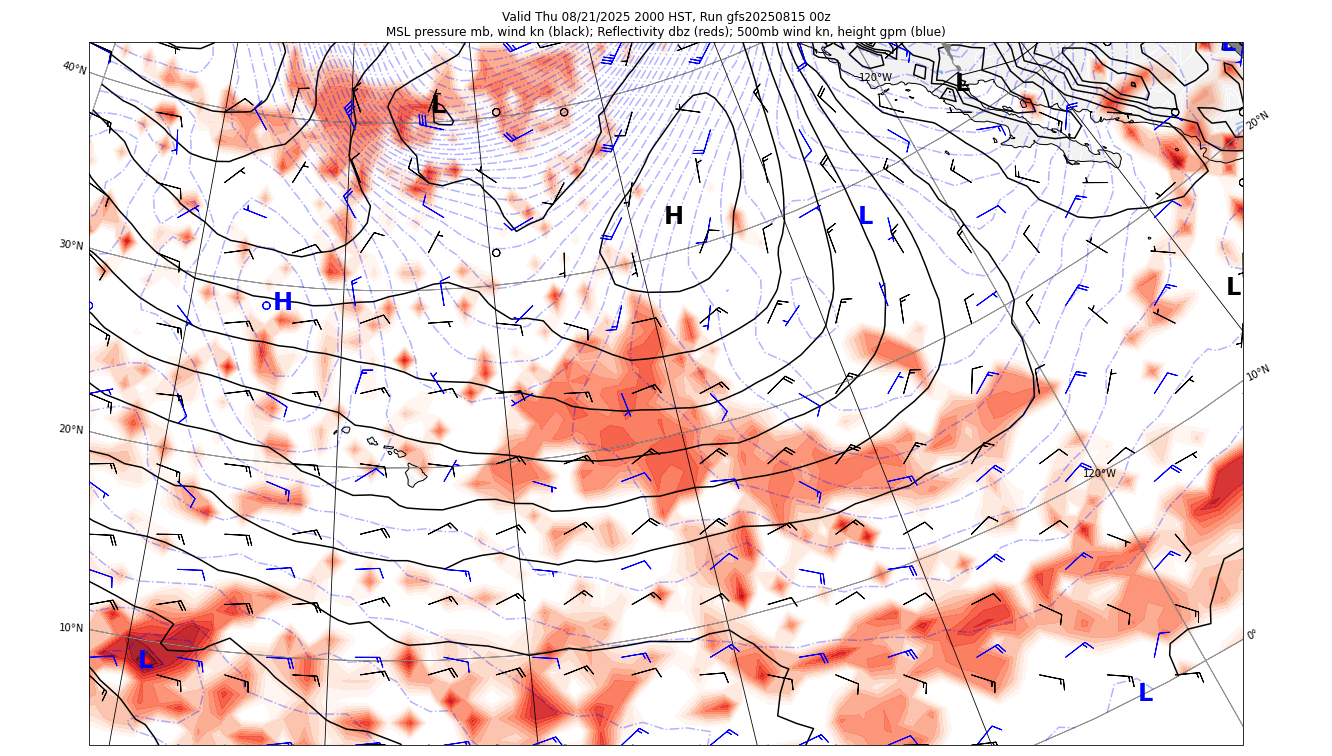 Valid Thu 08/21/2025 2000 HST, Run gfs20250815 00z
MSL pressure mb, wind kn (black); Reflectivity dbz (reds); 500mb wind kn, height gpm (blue)
L
40°N
120°W
L
L
20°N
H
L
30°N
L
H
10°N
20°N
120°W
10°N
0°
L
L